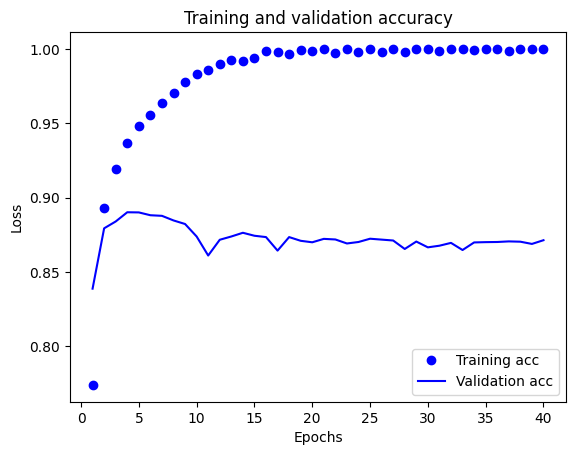 Training and validation accuracy
1.00
0.95
0.90
0.85
0.80
Loss
0
5
10
15
20
25
30
35
40
Epochs
Training acc
Validation acc